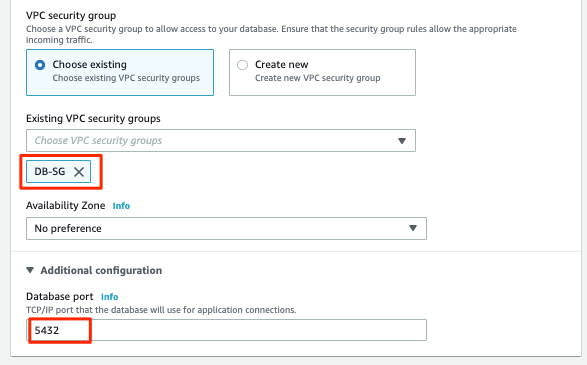 VPC security group
Choose a VPC security group to allow access to your database. Ensure that the security group rules allow the appropriate
incoming traffic.
Choose existing
Choose existing VPC security groups
Create new
Create new VPC security group
Existing VPC security groups
Choose VPC security groups
DB-SG
Availability Zone Info
No preference
Additional configuration
Database port Info
TCP/IP port that the database will use for application connections.
5432